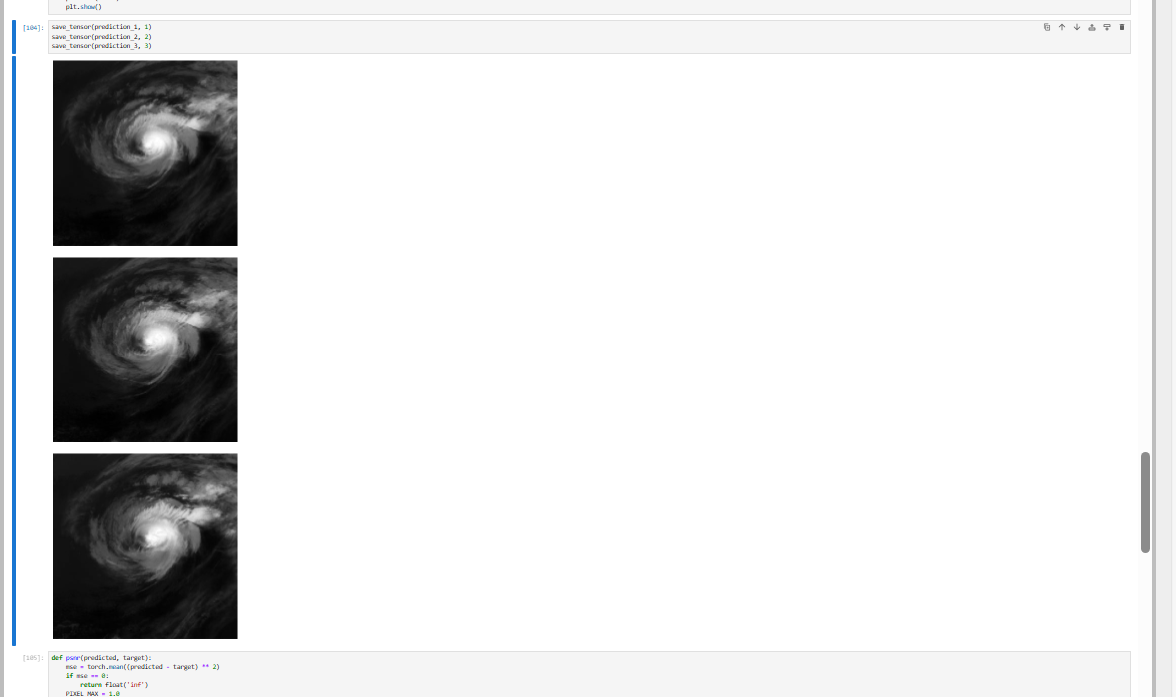 plt.show()
[104]:
save_tensor(prediction_1, 1)
save_tensor(prediction_2, 2)
save_tensor(prediction_3, 3)
[105]:
def psnr(predicted, target):
    mse = torch.mean((predicted - target) ** 2)
    if mse == 0:
        return float('inf')
    PIXEL_MAX = 1.0